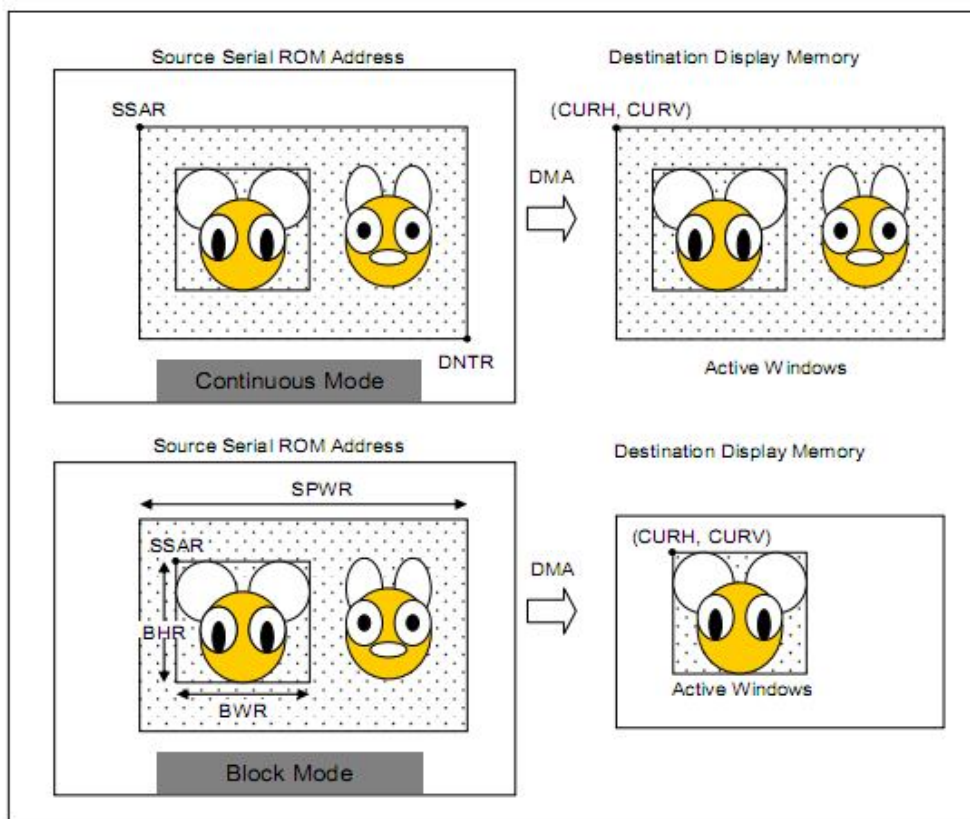 Source Serial ROM Address
Destination Display Memory
SSAR
(CURH, CURV)
DMA
DNTR
Continuous Mode
Active Windows
Source Serial ROM Address
Destination Display Memory
SPWR
SSAR
(CURH, CURV)
DMA
BHR
BWR
Active Windows
Block Mode